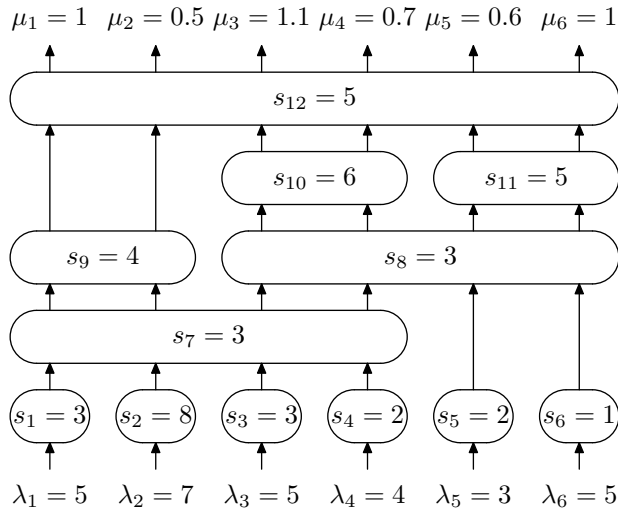 μ₁ = 1 μ₂ = 0.5 μ₃ = 1.1 μ₄ = 0.7 μ₅ = 0.6 μ₆ = 1
s₁₂ = 5
s₁₀ = 6 s₁₁ = 5
s₉ = 4 s₈ = 3
s₇ = 3
s₁ = 3 s₂ = 8 s₃ = 3 s₄ = 2 s₅ = 2 s₆ = 1
λ₁ = 5 λ₂ = 7 λ₃ = 5 λ₄ = 4 λ₅ = 3 λ₆ = 5